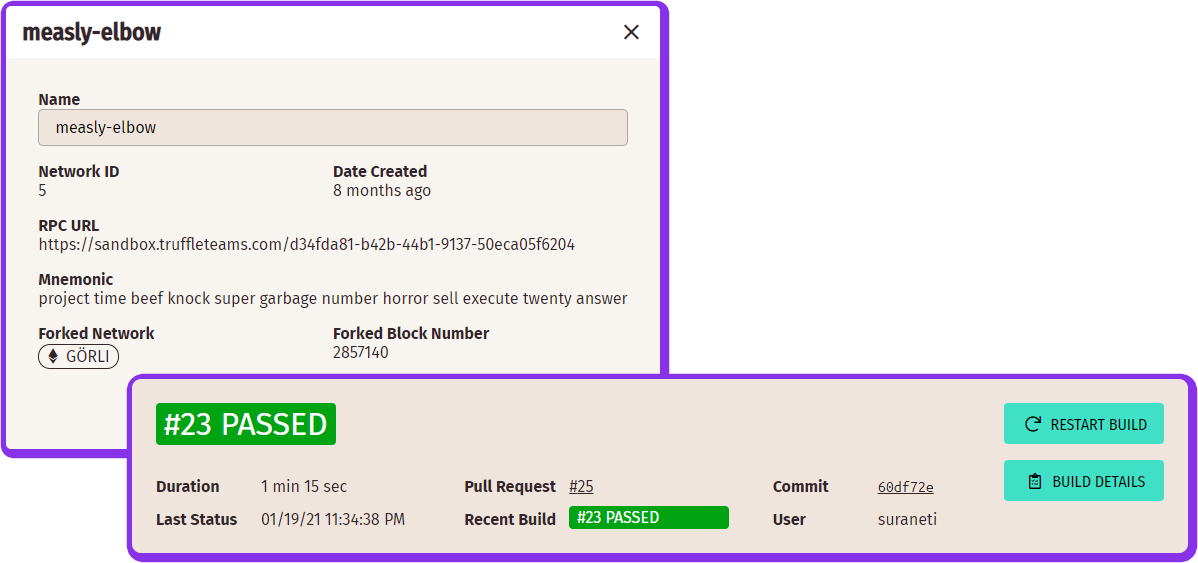 measly-elbow
Name
measly-elbow
Network ID Date Created
5 8 months ago
RPC URL
https://sandbox.truffleteams.com/d34fda81-b42b-44b1-9137-50eca05f6204
Mnemonic
project time beef knock super garbage number horror sell execute twenty answer
Forked Network Forked Block Number
GÖRLI 2857140
#23 PASSED
RESTART BUILD
BUILD DETAILS
Duration 1 min 15 sec Pull Request #25 Commit 60df72e
Last Status 01/19/21 11:34:38 PM Recent Build #23 PASSED User suraneti